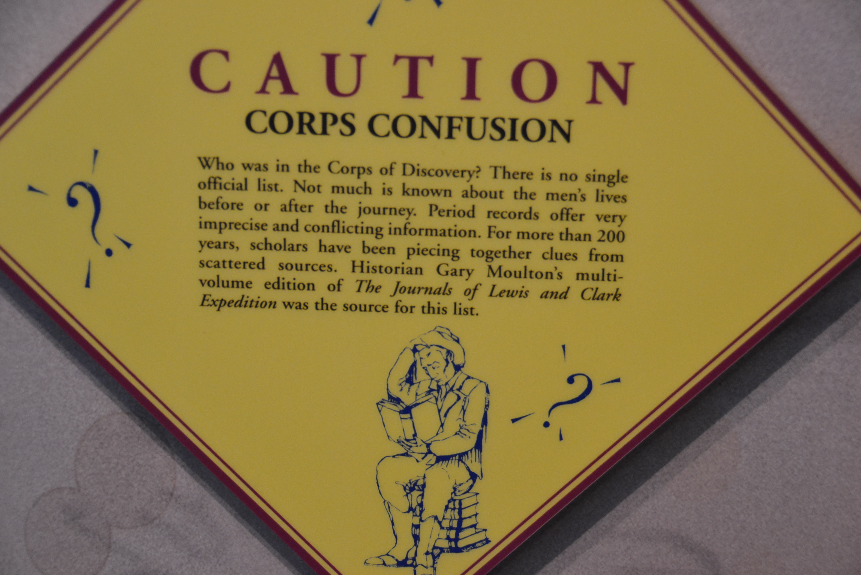 CAUTION
CORPS CONFUSION
Who was in the Corps of Discovery? There is no single
official list. Not much is known about the men's lives
before or after the journey. Period records offer very
imprecise and conflicting information. For more than 200
years, scholars have been piecing together clues from
scattered sources. Historian Gary Moulton's multi-
volume edition of The Journals of Lewis and Clark
Expedition was the source for this list.
?
?